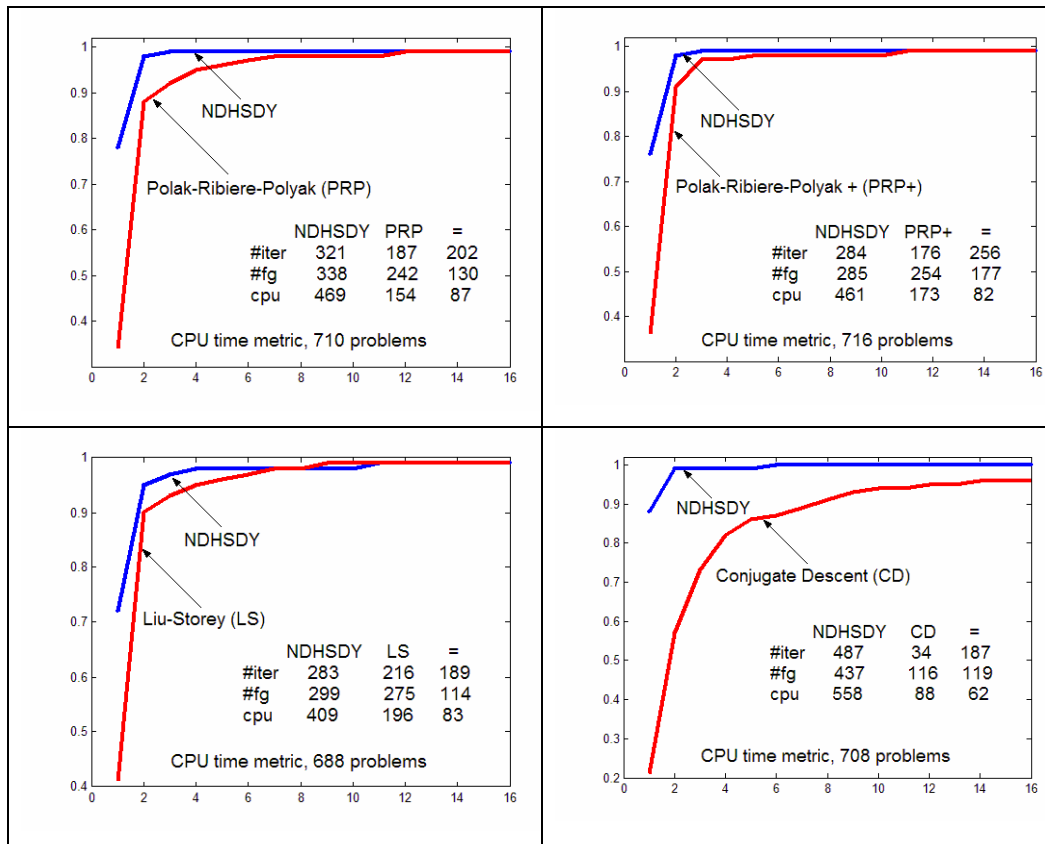 1
0.9
0.8
0.7
0.6
0.5
0.4
NDHSDY
Polak-Ribiere-Polyak (PRP)
NDHSDY PRP =
#iter 321 187 202
#fg 338 242 130
cpu 469 154 87
CPU time metric, 710 problems
0 2 4 6 8 10 12 14 16
1
0.9
0.8
0.7
0.6
0.5
0.4
NDHSDY
Polak-Ribiere-Polyak + (PRP+)
NDHSDY PRP+ =
#iter 284 176 256
#fg 285 254 177
cpu 461 173 82
CPU time metric, 716 problems
0 2 4 6 8 10 12 14 16
1
0.9
0.8
0.7
0.6
0.5
0.4
NDHSDY
Liu-Storey (LS)
NDHSDY LS =
#iter 283 216 189
#fg 299 275 114
cpu 409 196 83
CPU time metric, 688 problems
0 2 4 6 8 10 12 14 16
1
0.9
0.8
0.7
0.6
0.5
0.4
0.3
0.2
NDHSDY
Conjugate Descent (CD)
NDHSDY CD =
#iter 487 34 187
#fg 437 116 119
cpu 558 88 62
CPU time metric, 708 problems
0 2 4 6 8 10 12 14 16